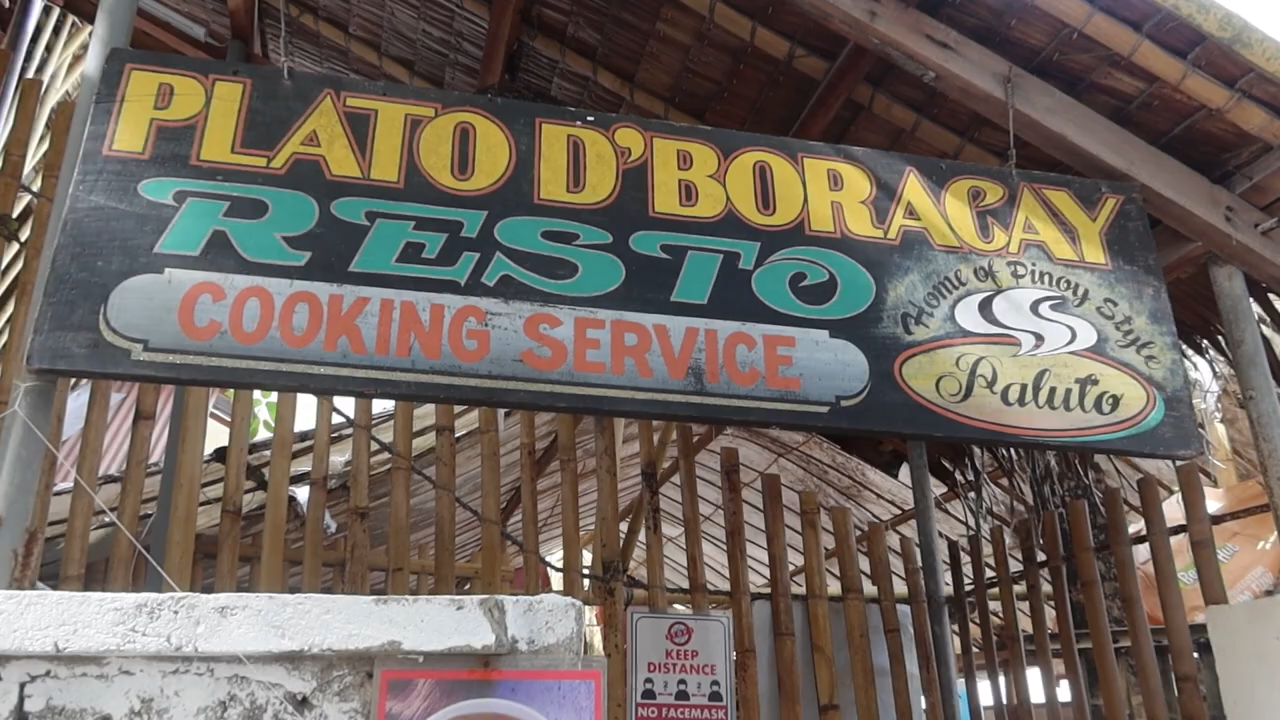 PLATO D'BORACAY
RESTO
COOKING SERVICE
Home of Pinoy Style
Paluto
KEEP
DISTANCE
NO FACEMASK